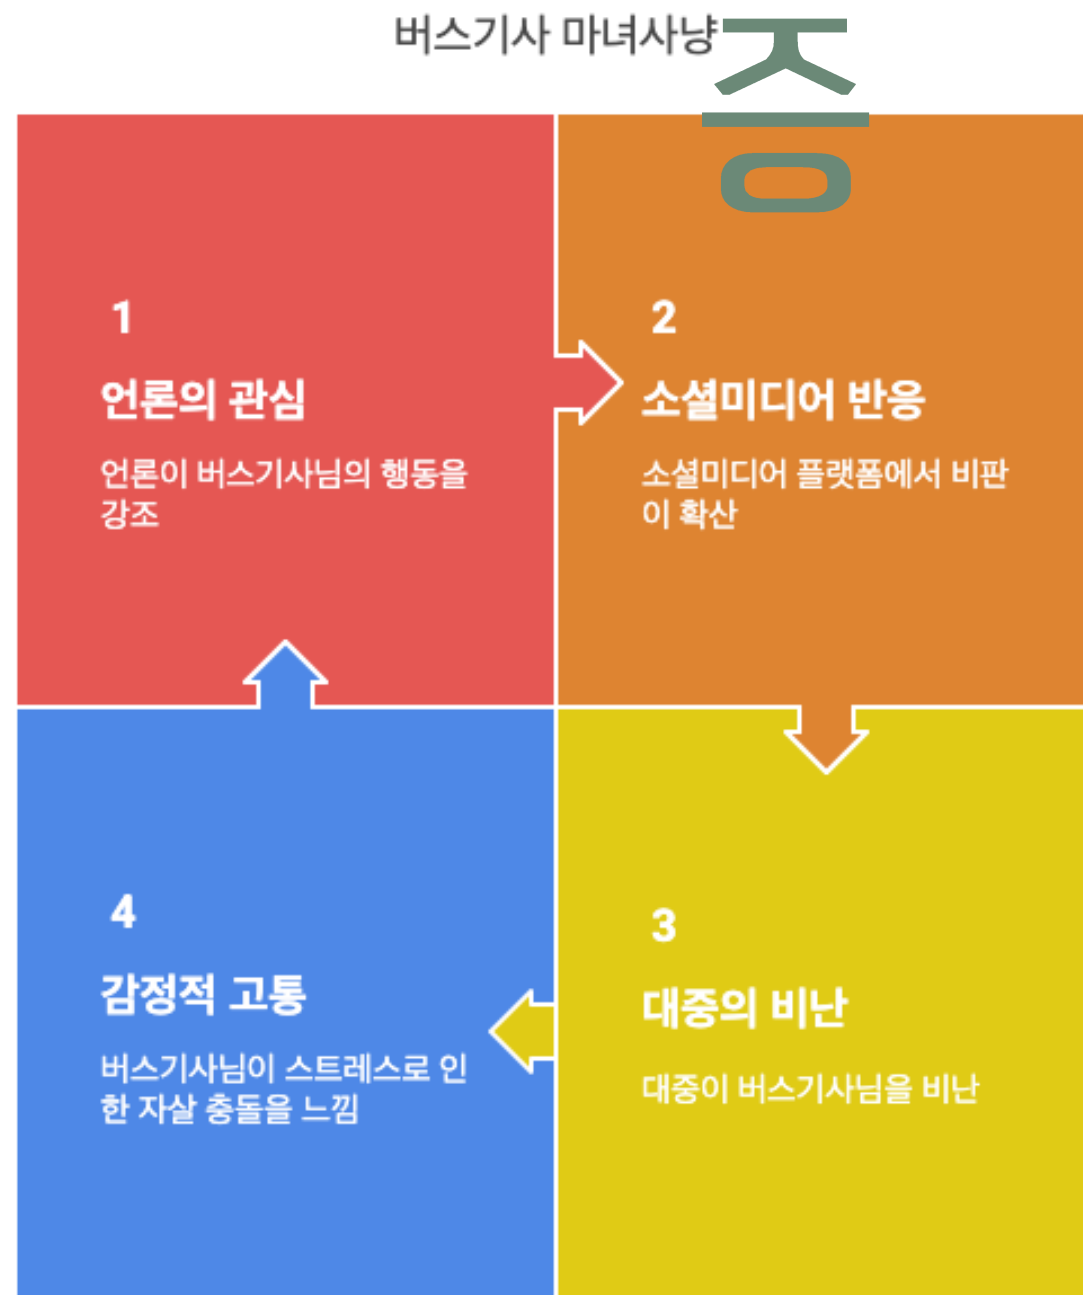 버스기사 마녀사냥
증
1
언론의 관심
언론이 버스기사님의 행동을
강조
2
소셜미디어 반응
소셜미디어 플랫폼에서 비판
이 확산
4
감정적 고통
버스기사님이 스트레스로 인
한 자살 충돌을 느낌
3
대중의 비난
대중이 버스기사님을 비난